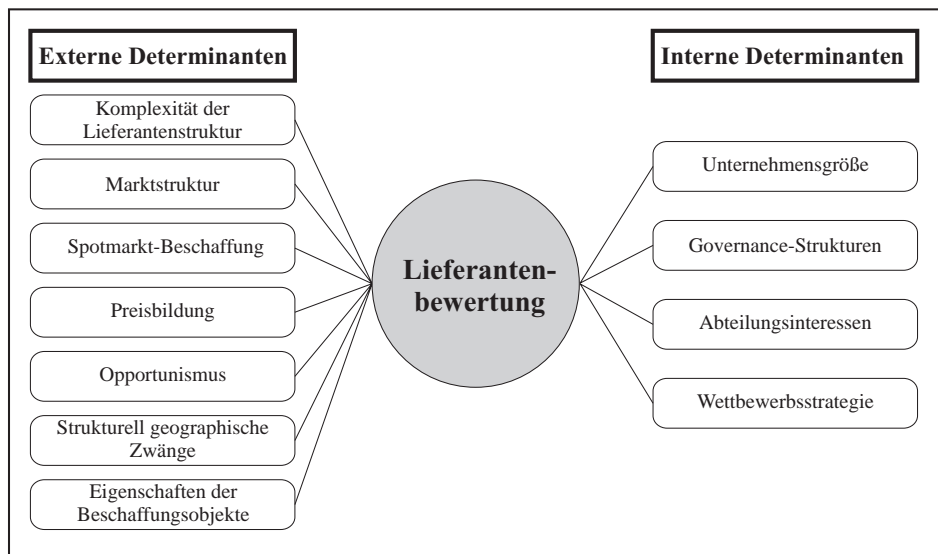 Externe Determinanten
Komplexität der
Lieferantenstruktur
Marktstruktur
Spotmarkt-Beschaffung
Preisbildung
Opportunismus
Strukturell geographische
Zwänge
Eigenschaften der
Beschaffungsobjekte
Lieferanten-
bewertung
Interne Determinanten
Unternehmensgröße
Governance-Strukturen
Abteilungsinteressen
Wettbewerbsstrategie